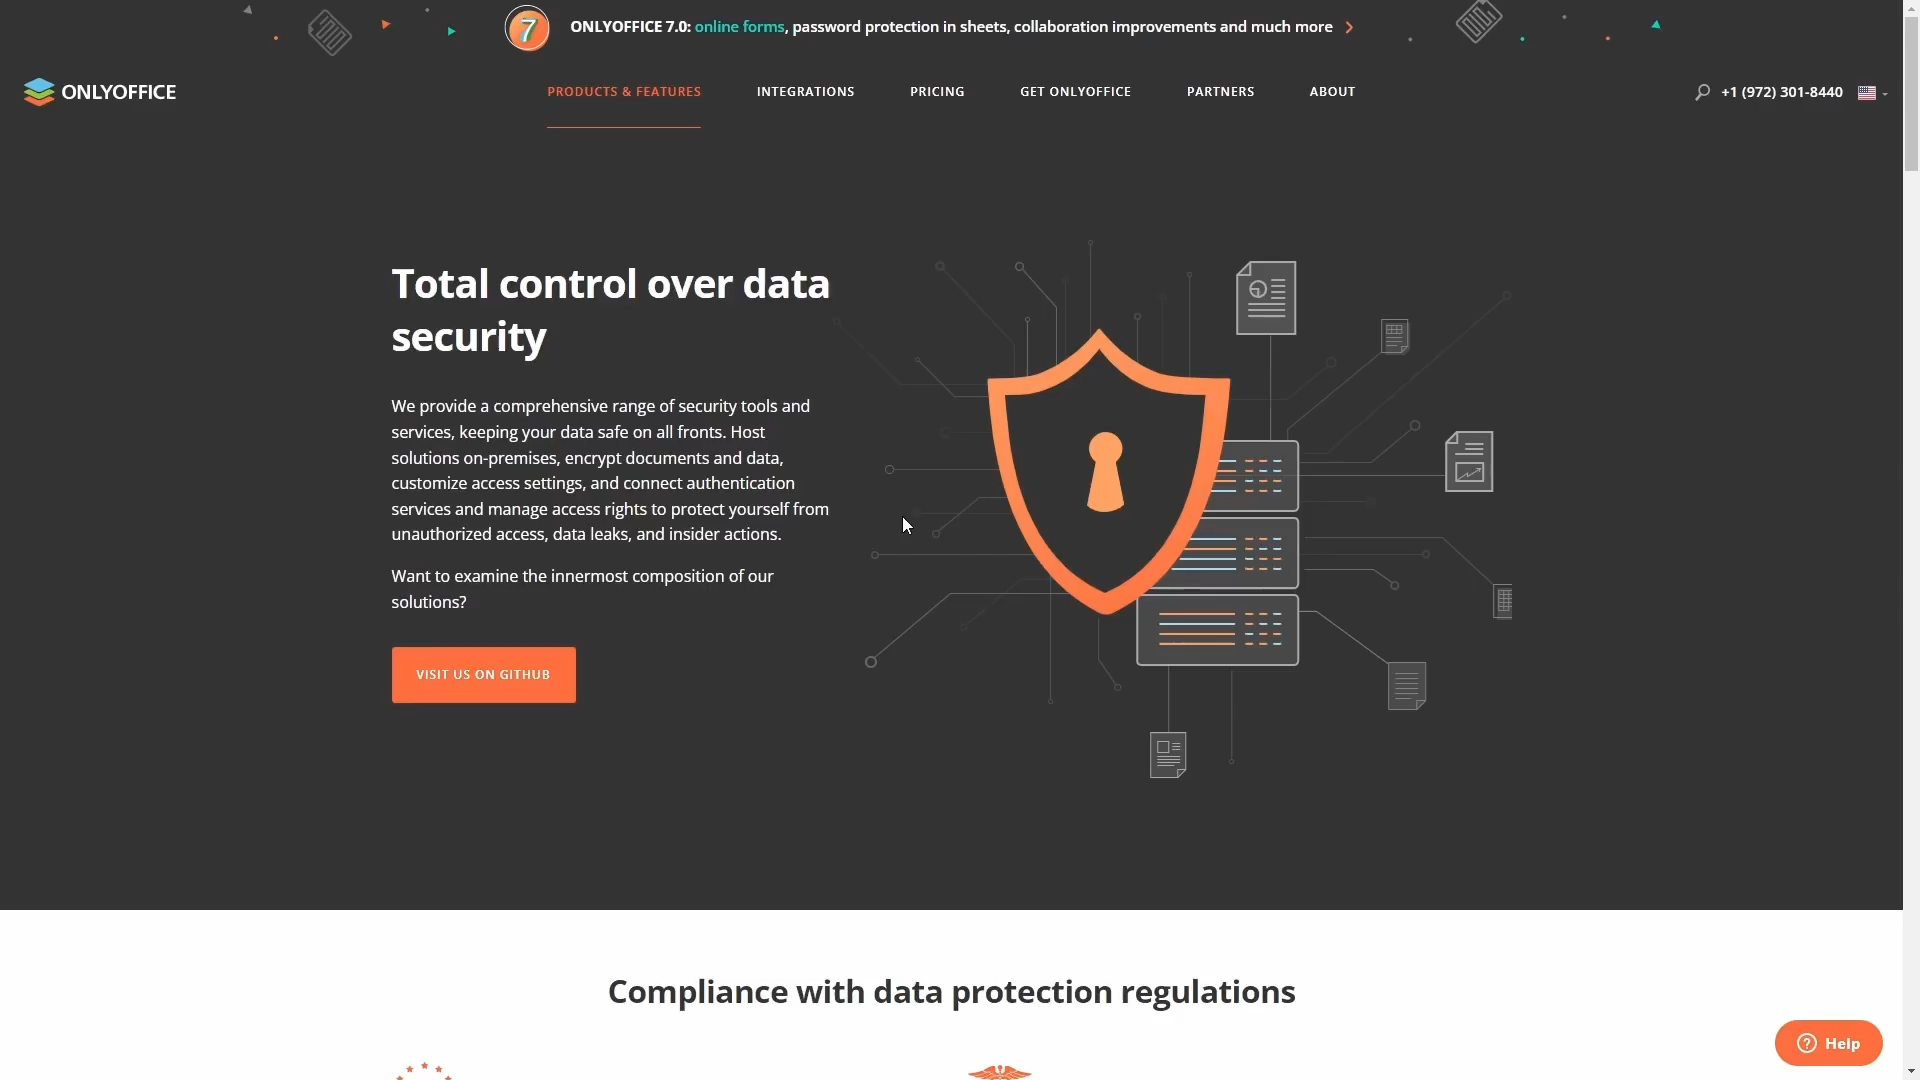 7 ONLYOFFICE 7.0: online forms, password protection in sheets, collaboration improvements and much more
ONLYOFFICE PRODUCTS & FEATURES INTEGRATIONS PRICING GET ONLYOFFICE PARTNERS ABOUT +1 (972) 301-8440
Total control over data
security
We provide a comprehensive range of security tools and
services, keeping your data safe on all fronts. Host
solutions on-premises, encrypt documents and data,
customize access settings, and connect authentication
services and manage access rights to protect yourself from
unauthorized access, data leaks, and insider actions.
Want to examine the innermost composition of our
solutions?
VISIT US ON GITHUB
Compliance with data protection regulations
? Help